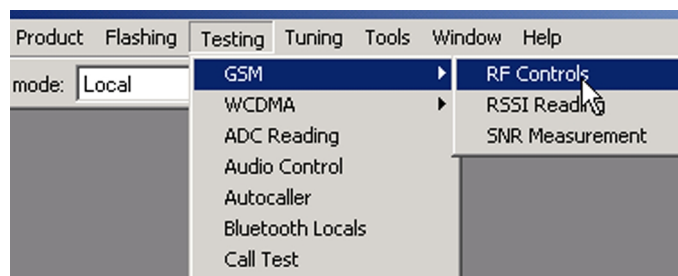 Product Flashing Testing Tuning Tools Window Help
mode: Local
GSM
WCDMA
ADC Reading
Audio Control
Autocaller
Bluetooth Locals
Call Test
RF Controls
RSSI Reading
SNR Measurement